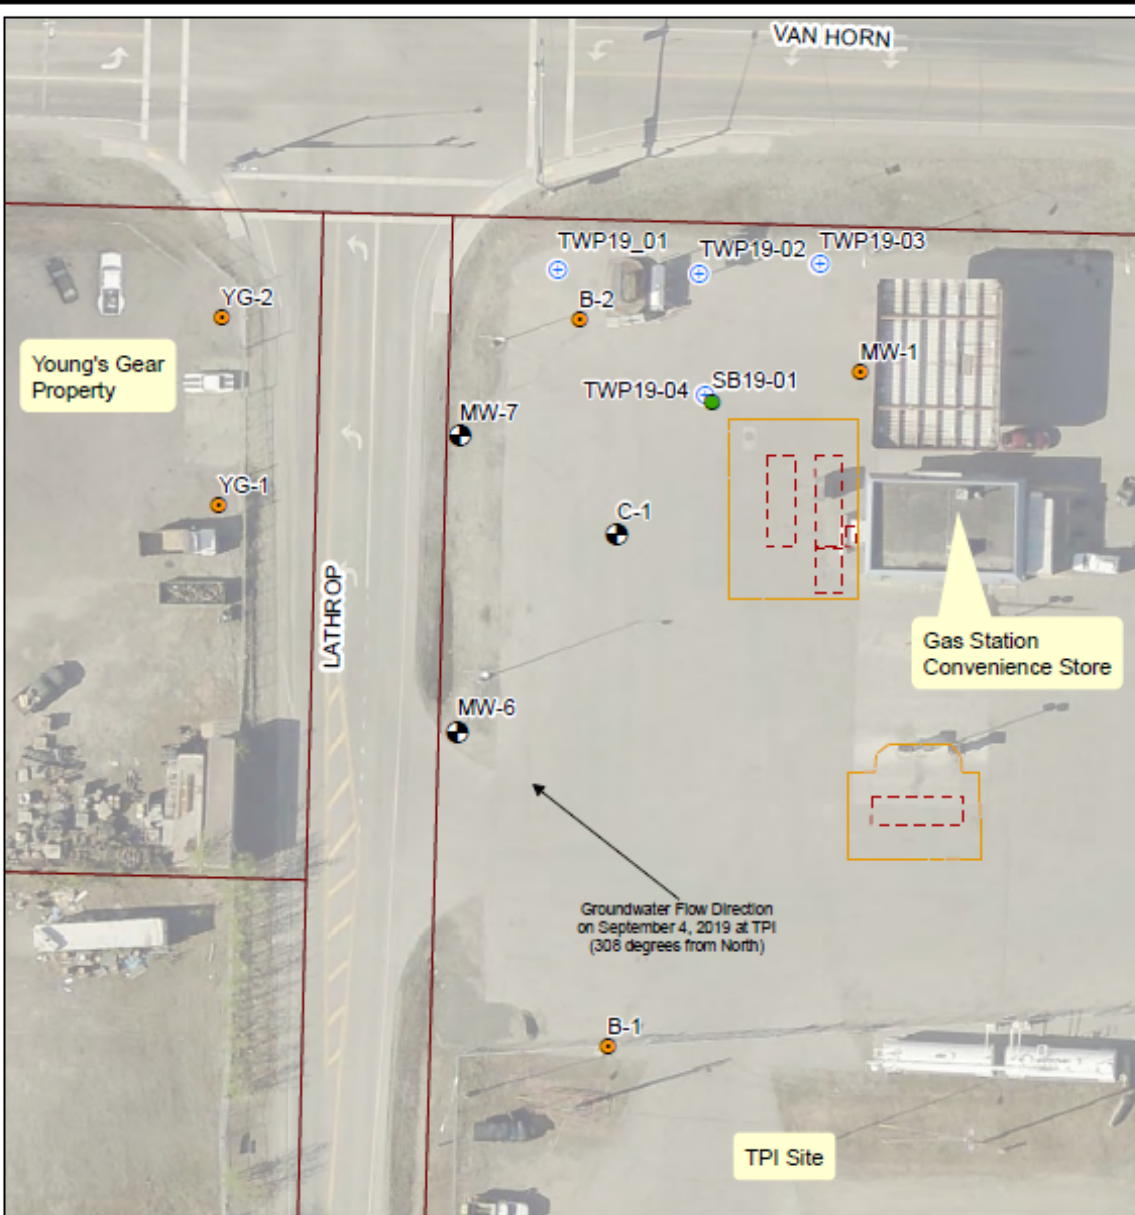 VAN HORN
TWP19_01
TWP19-02
TWP19-03
YG-2
B-2
Young's Gear
Property
MW-1
TWP19-04
SB19-01
MW-7
YG-1
C-1
LATHROP
Gas Station
Convenience Store
MW-6
Groundwater Flow Direction
on September 4, 2019 at TPI
(308 degrees from North)
B-1
TPI Site